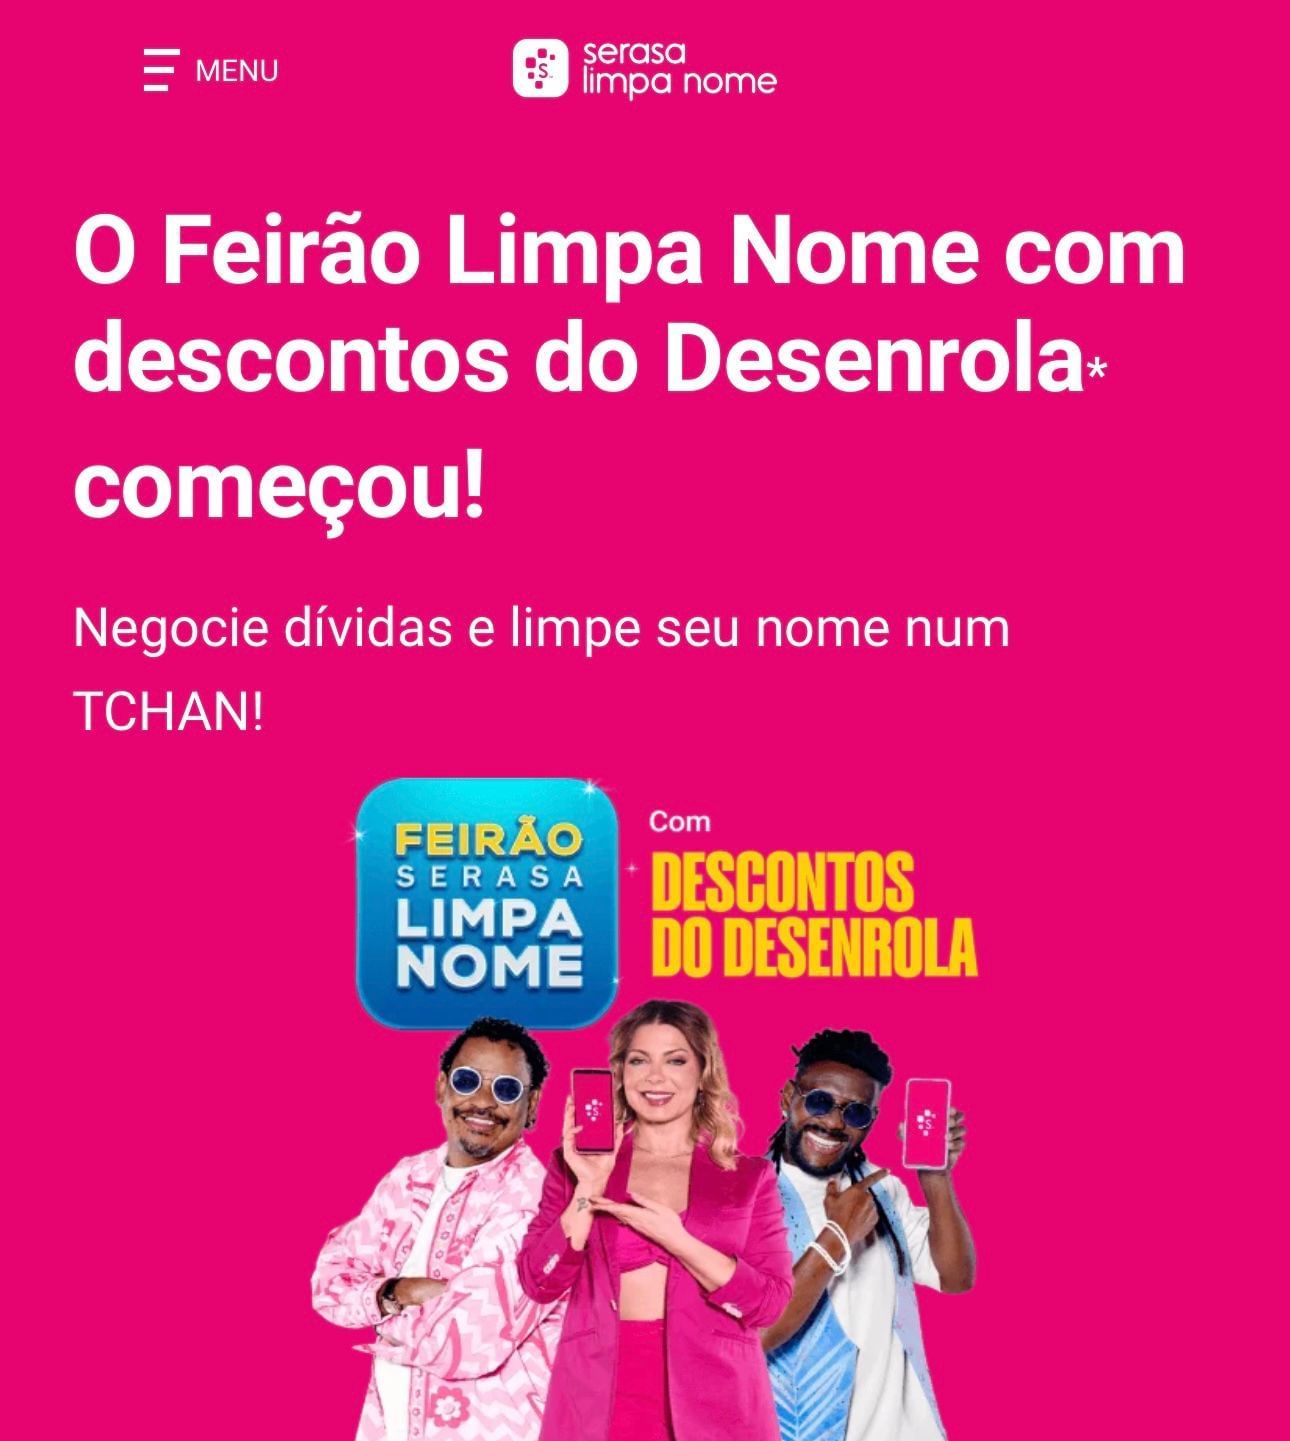 MENU
serasa
limpa nome
O Feirão Limpa Nome com
descontos do Desenrola*
começou!
Negocie dívidas e limpe seu nome num
TCHAN!
FEIRÃO
SERASA
LIMPA
NOME
Com
DESCONTOS
DO DESENROLA